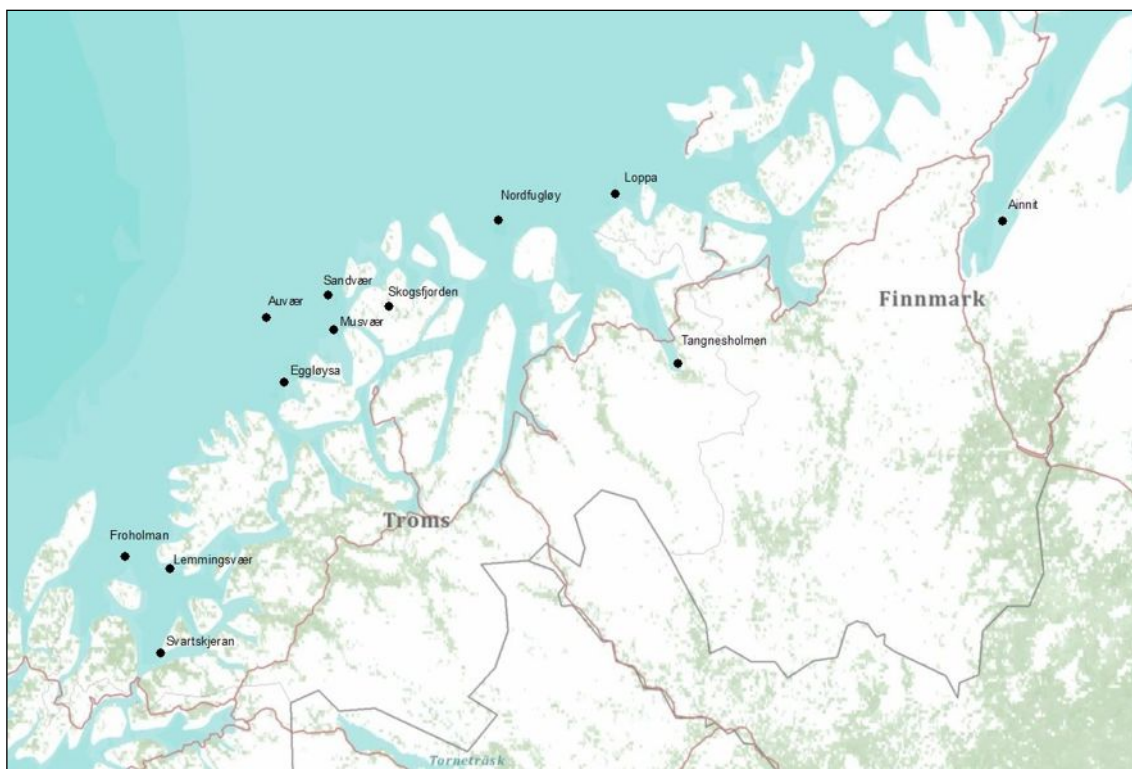 Loppa
Nordfugløy
Ainnit
Sandvær
Skogsfjorden
Finnmark
Auvær
Musvær
Tangnesholmen
Eggløysa
Troms
Froholman
Lemmingsvær
Svartskjeran
Torneträsk